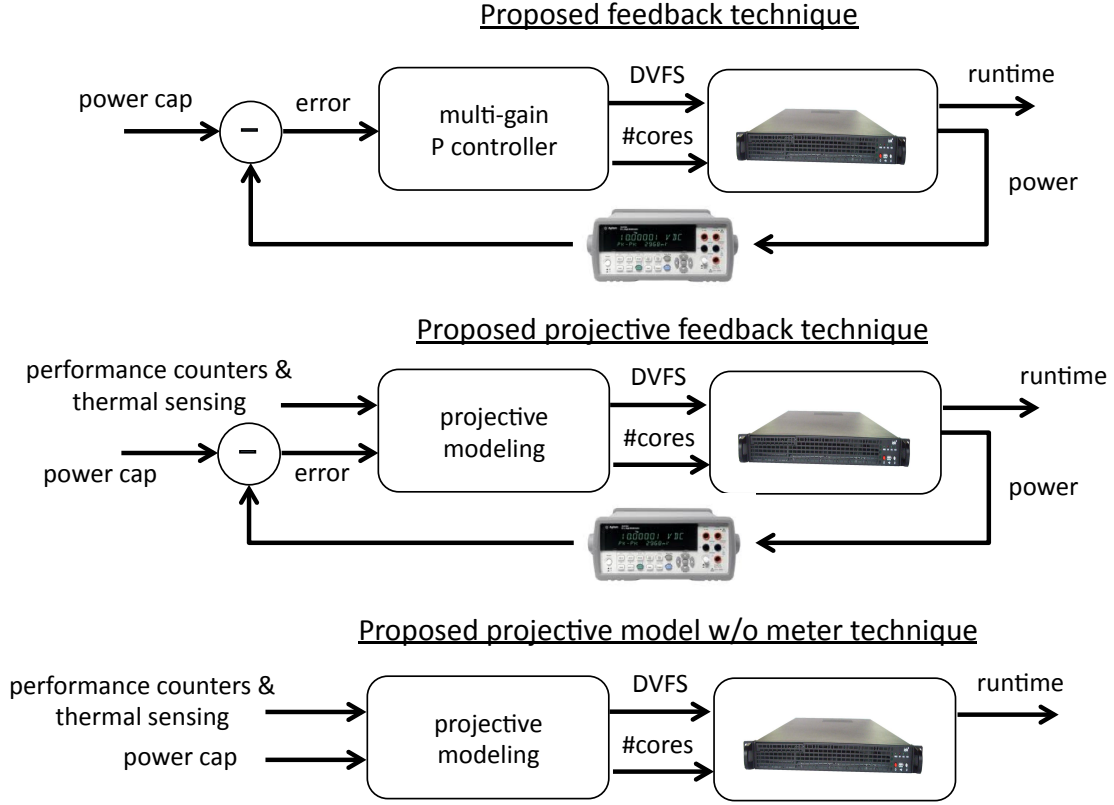 Proposed feedback technique
power cap
error
multi-gain
P controller
DVFS
#cores
runtime
power
Proposed projective feedback technique
performance counters &
thermal sensing
power cap
error
projective
modeling
DVFS
#cores
runtime
power
Proposed projective model w/o meter technique
performance counters &
thermal sensing
power cap
projective
modeling
DVFS
#cores
runtime